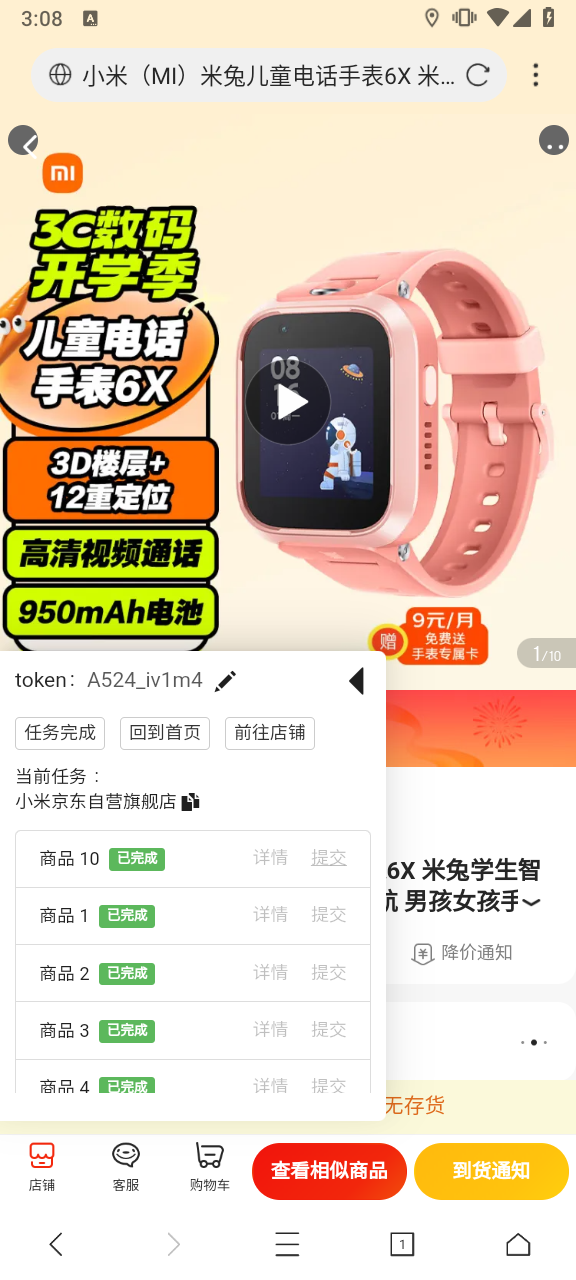 3:08
A
小米（MI）米兔儿童电话手表6X 米...
mi
3C数码
开学季
儿童电话
手表6X
3D楼层+
12重定位
高清视频通话
950mAh电池
08
赠
9元/月
免费送
手表专属卡
1/10
token： A524_iv1m4
任务完成
回到首页
前往店铺
当前任务：
小米京东自营旗舰店
商品 10 已完成 详情 提交
商品 1 已完成 详情 提交
商品 2 已完成 详情 提交
商品 3 已完成 详情 提交
商品 4 已完成 详情 提交
6X 米兔学生智
航 男孩女孩手
降价通知
无存货
店铺
客服
购物车
查看相似商品
到货通知
1